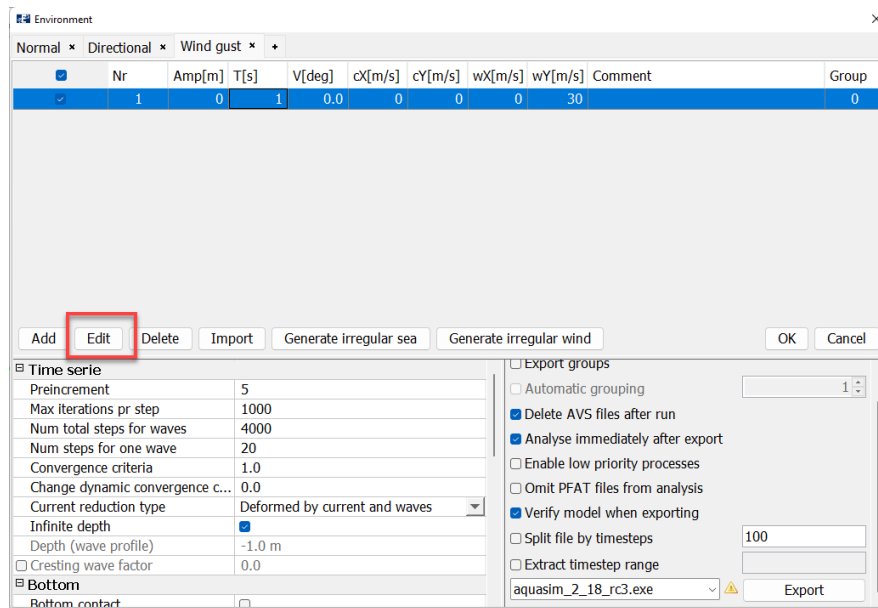 Environment
Normal × Directional × Wind gust × +
Nr Amp[m] T[s] V[deg] cX[m/s] cY[m/s] wX[m/s] wY[m/s] Comment Group
1 0 1 0.0 0 0 0 30 0
Add Edit Delete Import Generate irregular sea Generate irregular wind OK Cancel
Time serie
Preincrement 5
Max iterations pr step 1000
Num total steps for waves 4000
Num steps for one wave 20
Convergence criteria 1.0
Change dynamic convergence c... 0.0
Current reduction type Deformed by current and waves
Infinite depth
Depth (wave profile) -1.0 m
Cresting wave factor 0.0
Bottom
Bottom contact
Export groups
Automatic grouping 1
Delete AVS files after run
Analyse immediately after export
Enable low priority processes
Omit PFAT files from analysis
Verify model when exporting
Split file by timesteps 100
Extract timestep range
aquasim_2_18_rc3.exe Export